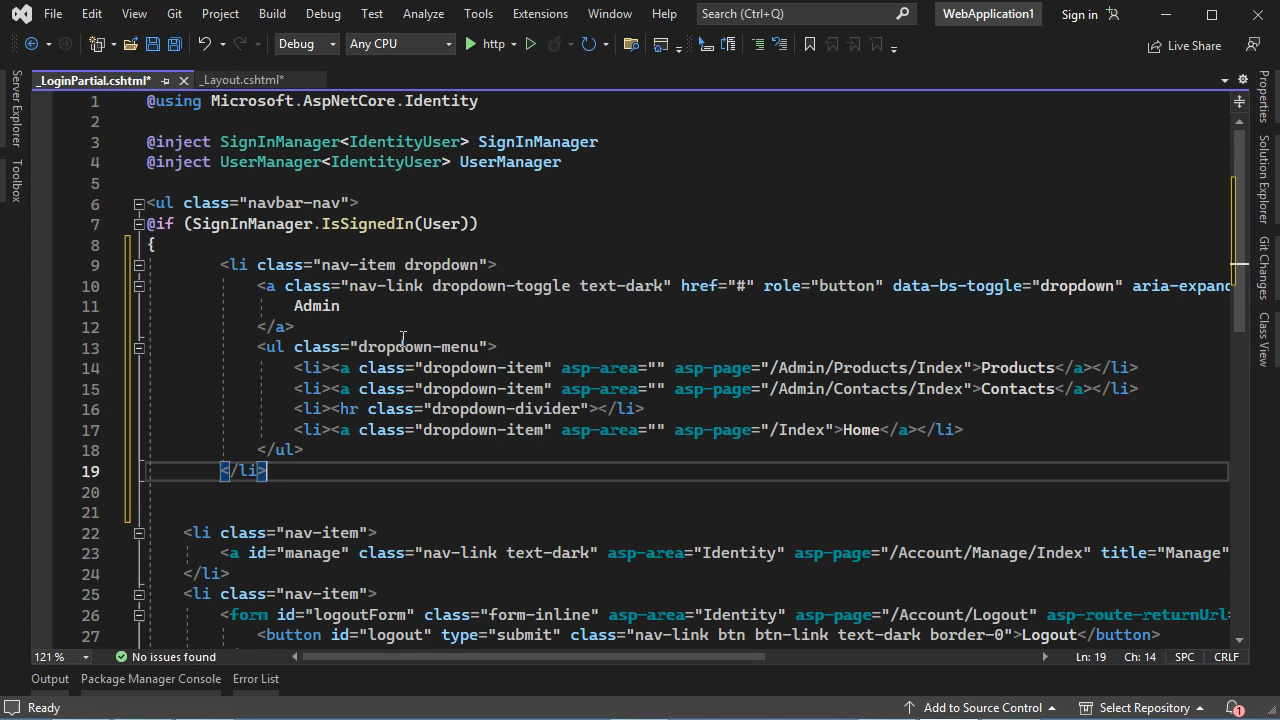 File Edit View Git Project Build Debug Test Analyze Tools Extensions Window Help Search (Ctrl+Q) WebApplication1 Sign in
Debug Any CPU http Live Share
_LoginPartial.cshtml* _Layout.cshtml*
Server Explorer
Toolbox
1 @using Microsoft.AspNetCore.Identity
2
3 @inject SignInManager<IdentityUser> SignInManager
4 @inject UserManager<IdentityUser> UserManager
5
6 <ul class="navbar-nav">
7 @if (SignInManager.IsSignedIn(User))
8 {
9 <li class="nav-item dropdown">
10 <a class="nav-link dropdown-toggle text-dark" href="#" role="button" data-bs-toggle="dropdown" aria-expand
11 Admin
12 </a>
13 <ul class="dropdown-menu">
14 <li><a class="dropdown-item" asp-area="" asp-page="/Admin/Products/Index">Products</a></li>
15 <li><a class="dropdown-item" asp-area="" asp-page="/Admin/Contacts/Index">Contacts</a></li>
16 <li><hr class="dropdown-divider"></li>
17 <li><a class="dropdown-item" asp-area="" asp-page="/Index">Home</a></li>
18 </ul>
19 </li>
20
21
22 <li class="nav-item">
23 <a id="manage" class="nav-link text-dark" asp-area="Identity" asp-page="/Account/Manage/Index" title="Manage"
24 </li>
25 <li class="nav-item">
26 <form id="logoutForm" class="form-inline" asp-area="Identity" asp-page="/Account/Logout" asp-route-returnUrl=
27 <button id="logout" type="submit" class="nav-link btn btn-link text-dark border-0">Logout</button>
Properties
Solution Explorer
Git Changes
Class View
121 % No issues found Ln: 19 Ch: 14 SPC CRLF
Output Package Manager Console Error List
Ready Add to Source Control Select Repository 1